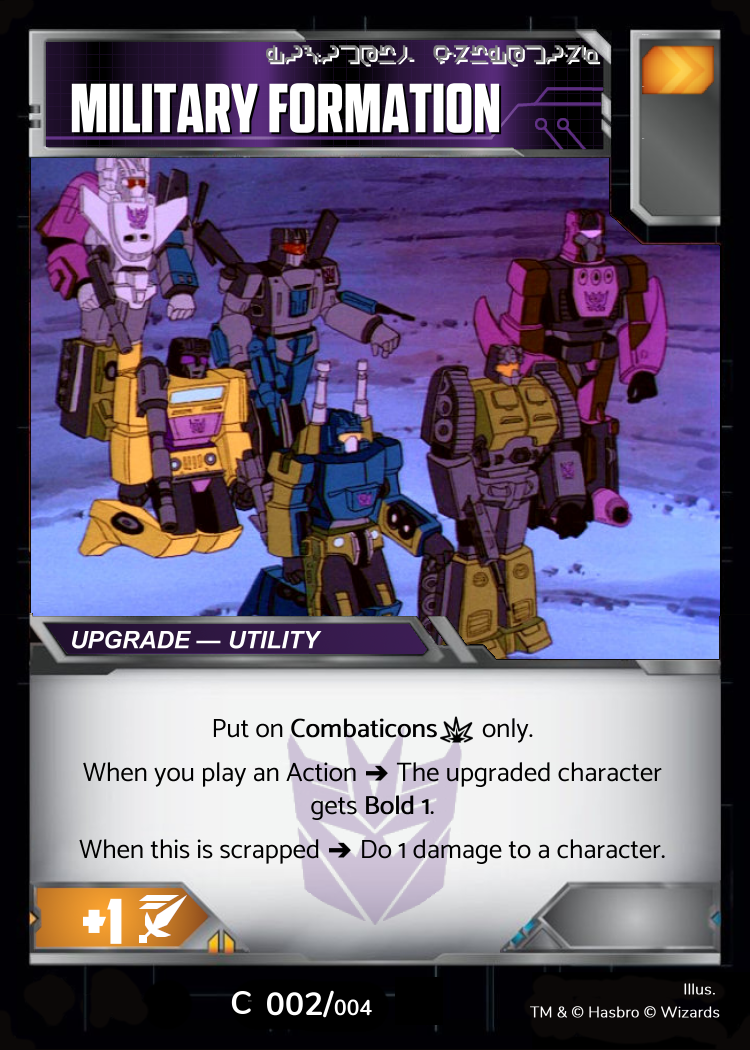 MILITARY FORMATION
UPGRADE — UTILITY
Put on Combaticons only.
When you play an Action ➔ The upgraded character
gets Bold 1.
When this is scrapped ➔ Do 1 damage to a character.
+1
C 002/004
Illus.
TM & © Hasbro © Wizards